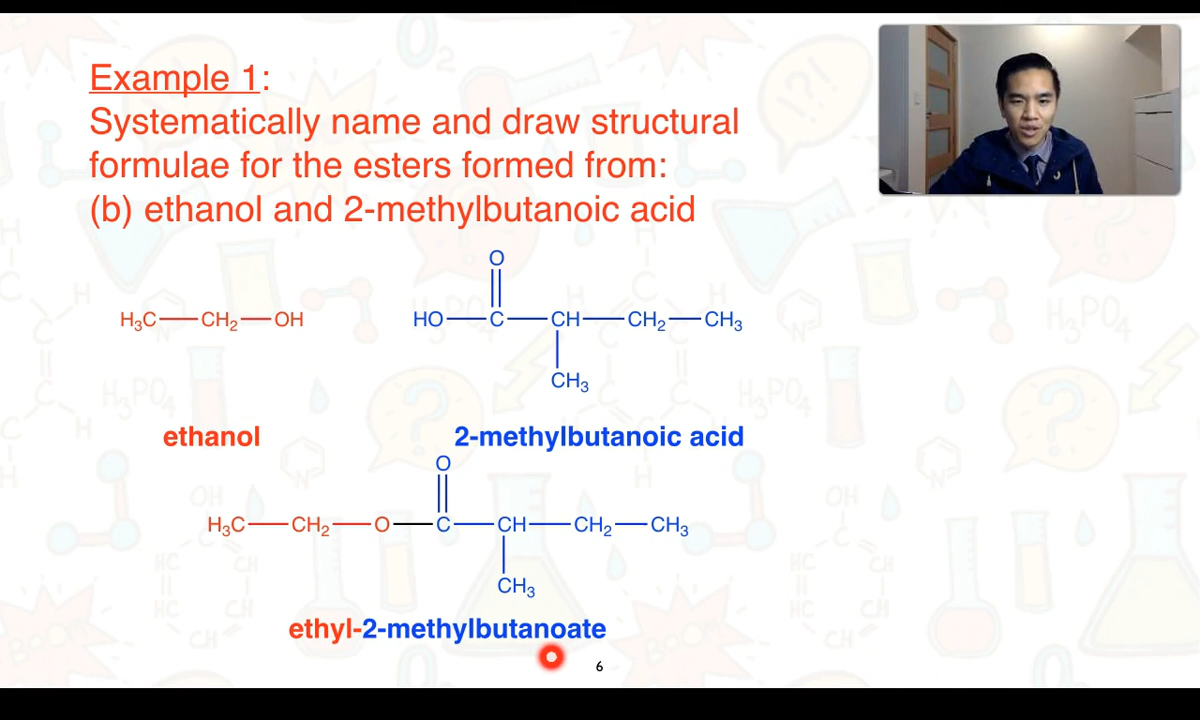 Example 1:
Systematically name and draw structural
formulae for the esters formed from:
(b) ethanol and 2-methylbutanoic acid
O
H₃C CH₂ OH HO C CH CH₂ CH₃
CH₃
ethanol 2-methylbutanoic acid
O
H₃C CH₂ O C CH CH₂ CH₃
CH₃
ethyl-2-methylbutanoate
6